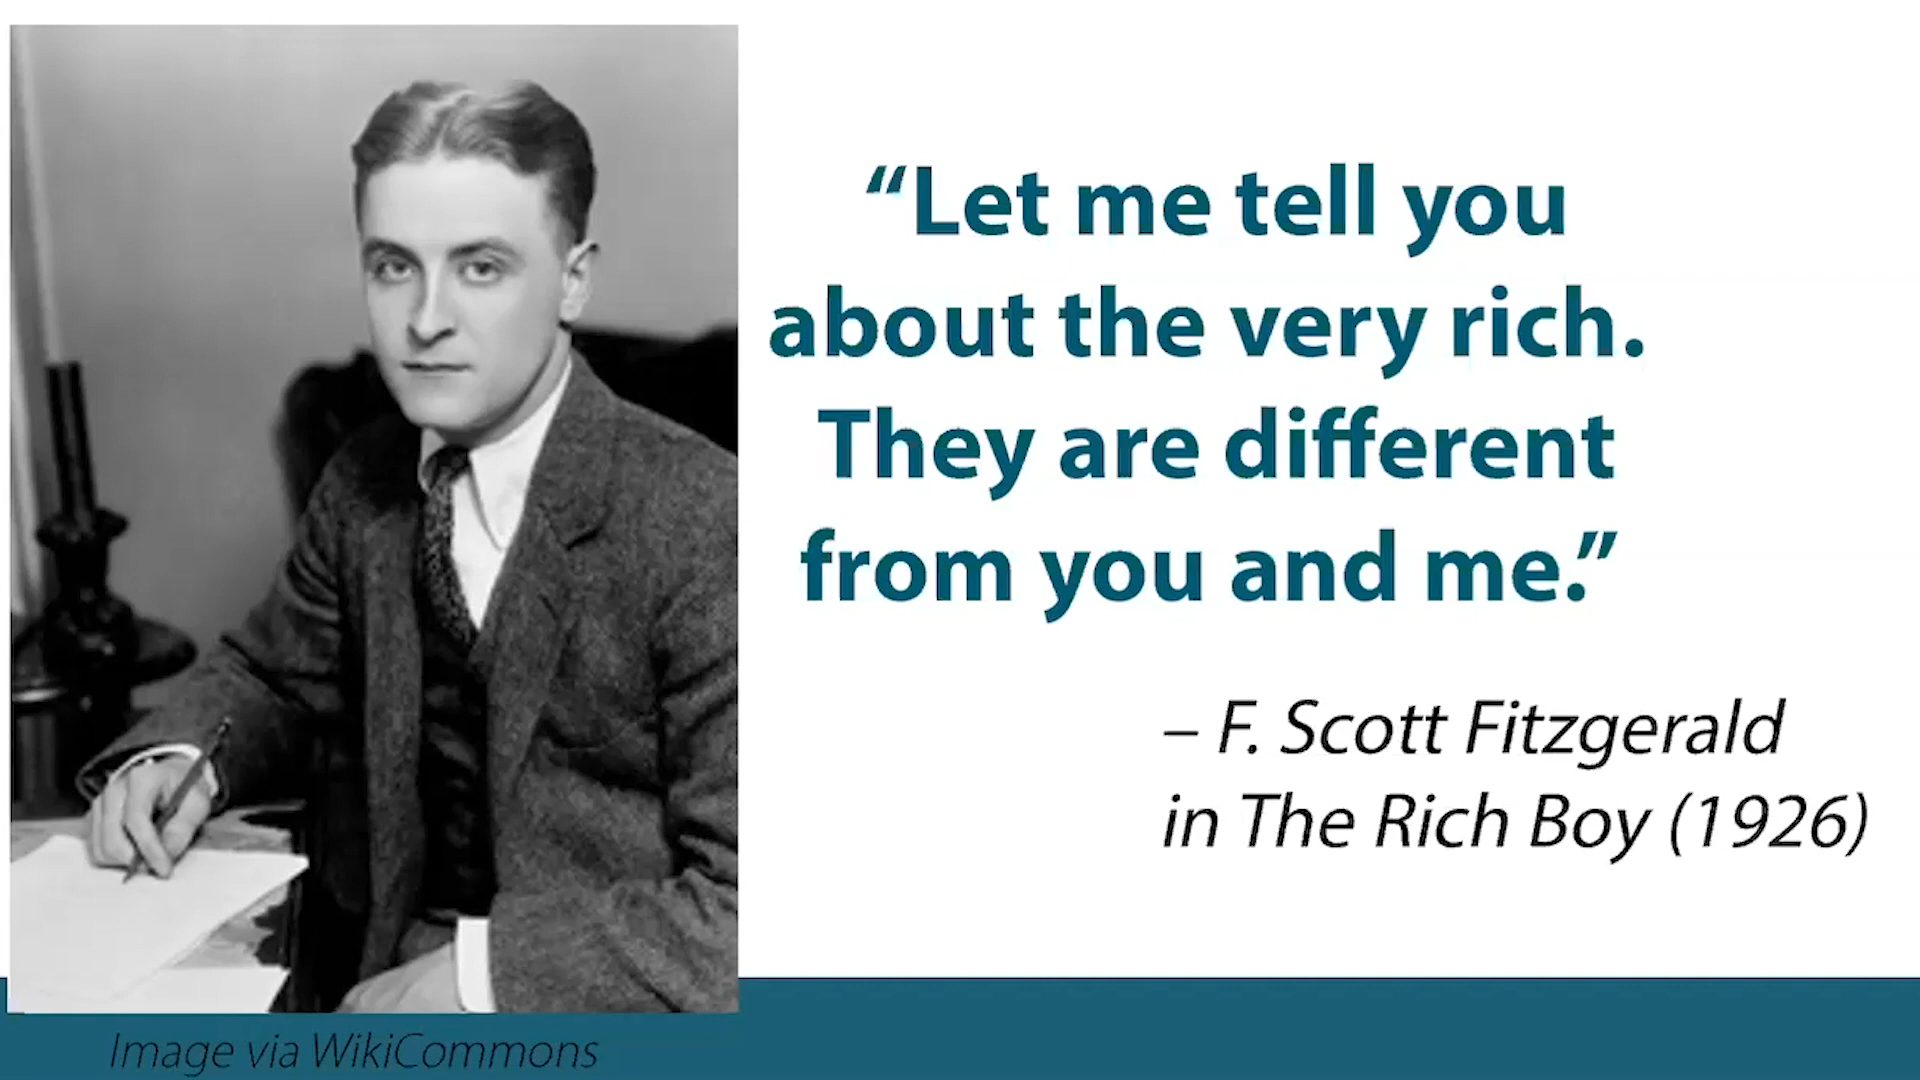 “Let me tell you
about the very rich.
They are different
from you and me.”
– F. Scott Fitzgerald
in The Rich Boy (1926)
Image via WikiCommons